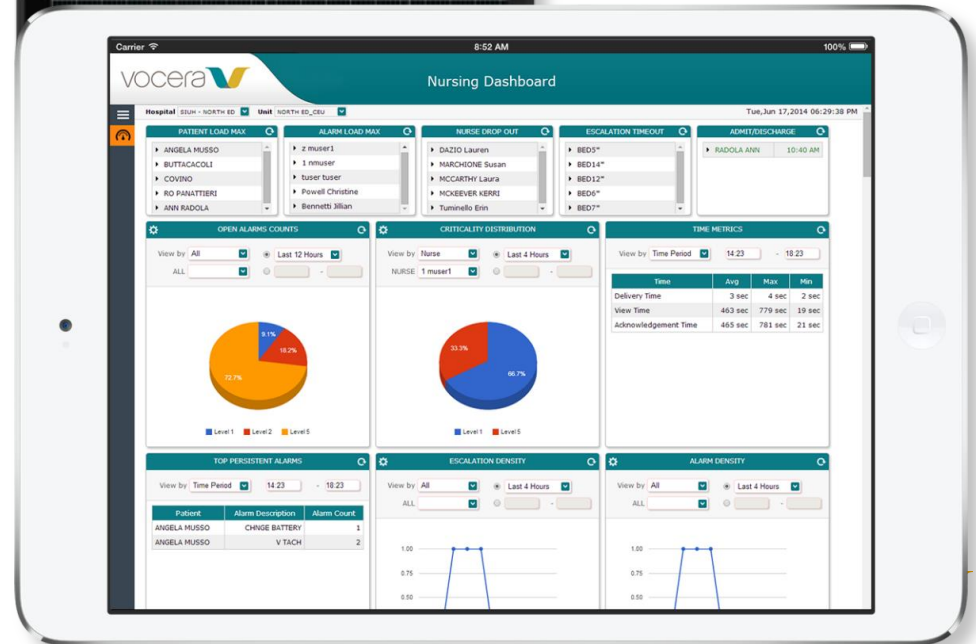 Carrier 8:52 AM 100%
vocera Nursing Dashboard
Hospital SIUH - NORTH ED Unit NORTH ED_CEU Tue,Jun 17,2014 06:29:38 PM
PATIENT LOAD MAX
ANGELA MUSSO
BUTTACACOLI
COVINO
RO PANATTIERI
ANN RADOLA
ALARM LOAD MAX
z muser1
1 nmuser
tuser tuser
Powell Christine
Bennetti Jillian
NURSE DROP OUT
DAZIO Lauren
MARCHIONE Susan
MCCARTHY Laura
MCKEEVER KERRI
Tuminello Erin
ESCALATION TIMEOUT
BED5"
BED14"
BED12"
BED6"
BED7"
ADMIT/DISCHARGE
RADOLA ANN 10:40 AM
OPEN ALARMS COUNTS
View by All Last 12 Hours
ALL -
9.1%
18.2%
72.7%
Level 1 Level 2 Level 5
CRITICALITY DISTRIBUTION
View by Nurse Last 4 Hours
NURSE 1 muser1 -
33.3%
66.7%
Level 1 Level 5
TIME METRICS
View by Time Period 14:23 - 18:23
Time Avg Max Min
Delivery Time 3 sec 4 sec 2 sec
View Time 463 sec 779 sec 19 sec
Acknowledgement Time 465 sec 781 sec 21 sec
TOP PERSISTENT ALARMS
View by Time Period 14:23 - 18:23
Patient Alarm Description Alarm Count
ANGELA MUSSO CHNGE BATTERY 1
ANGELA MUSSO V TACH 2
ESCALATION DENSITY
View by All Last 4 Hours
ALL -
1.00
0.75
0.50
ALARM DENSITY
View by All Last 4 Hours
ALL -
1.00
0.75
0.50